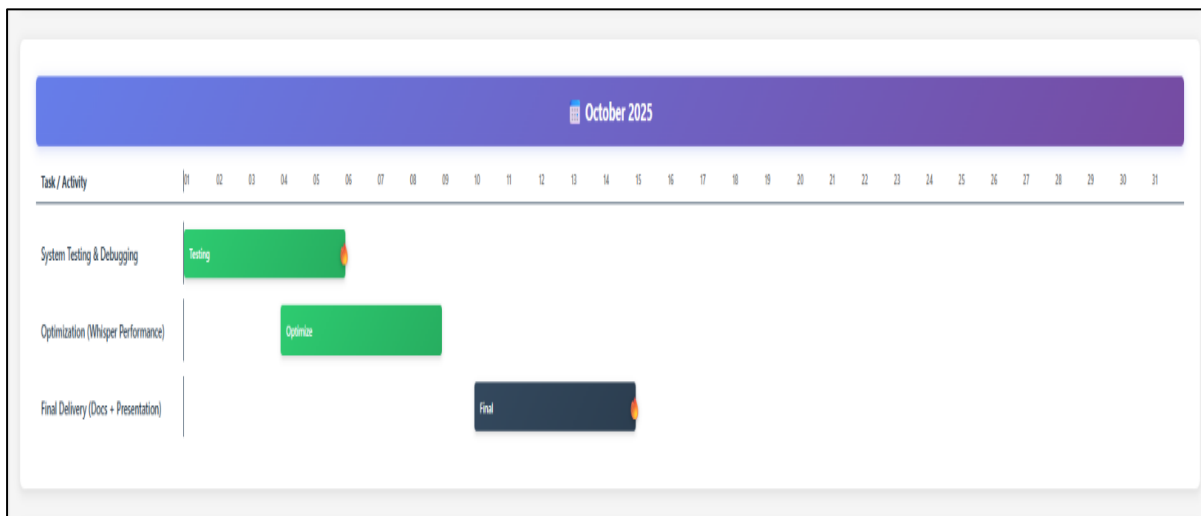 October 2025
Task / Activity 01 02 03 04 05 06 07 08 09 10 11 12 13 14 15 16 17 18 19 20 21 22 23 24 25 26 27 28 29 30 31
System Testing & Debugging Testing
Optimization (Whisper Performance) Optimize
Final Delivery (Docs + Presentation) Final